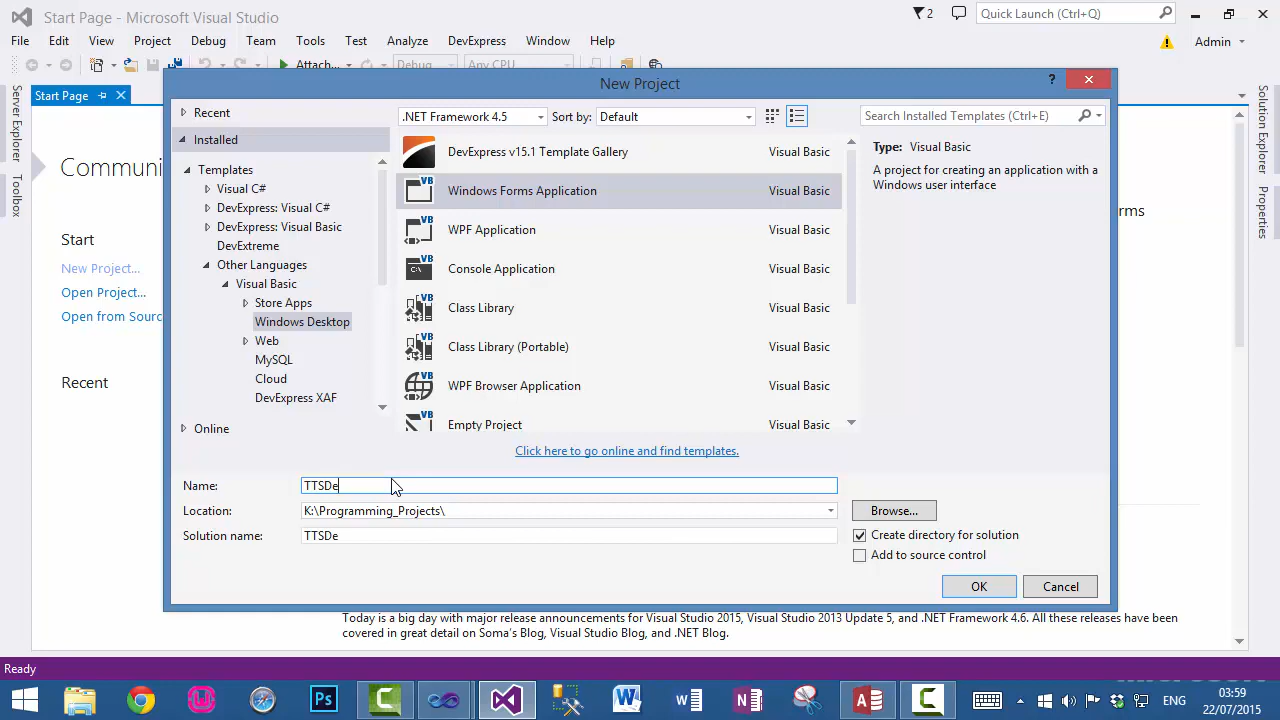 Start Page - Microsoft Visual Studio
2
Quick Launch (Ctrl+Q)
File Edit View Project Debug Team Tools Test Analyze DevExpress Window Help
Admin
Attach...
Debug
Any CPU
Start Page
New Project
?
Server Explorer
Toolbox
Solution Explorer
Properties
Communi
Start
New Project...
Open Project...
Open from Sourc
Recent
Recent
Installed
Templates
Visual C#
DevExpress: Visual C#
DevExpress: Visual Basic
DevExtreme
Other Languages
Visual Basic
Store Apps
Windows Desktop
Web
MySQL
Cloud
DevExpress XAF
Online
.NET Framework 4.5
Sort by: Default
Search Installed Templates (Ctrl+E)
DevExpress v15.1 Template Gallery Visual Basic
VB Windows Forms Application Visual Basic
VB WPF Application Visual Basic
VB C:\ Console Application Visual Basic
VB Class Library Visual Basic
VB Class Library (Portable) Visual Basic
VB WPF Browser Application Visual Basic
VB Empty Project Visual Basic
Type: Visual Basic
A project for creating an application with a
Windows user interface
rms
Click here to go online and find templates.
Name: TTSDe
Location: K:\Programming_Projects\
Browse...
Solution name: TTSDe
Create directory for solution
Add to source control
OK
Cancel
Today is a big day with major release announcements for Visual Studio 2015, Visual Studio 2013 Update 5, and .NET Framework 4.6. All these releases have
been covered in great detail on Soma's Blog, Visual Studio Blog, and .NET Blog.
Ready
Ps
ENG
03:59
22/07/2015